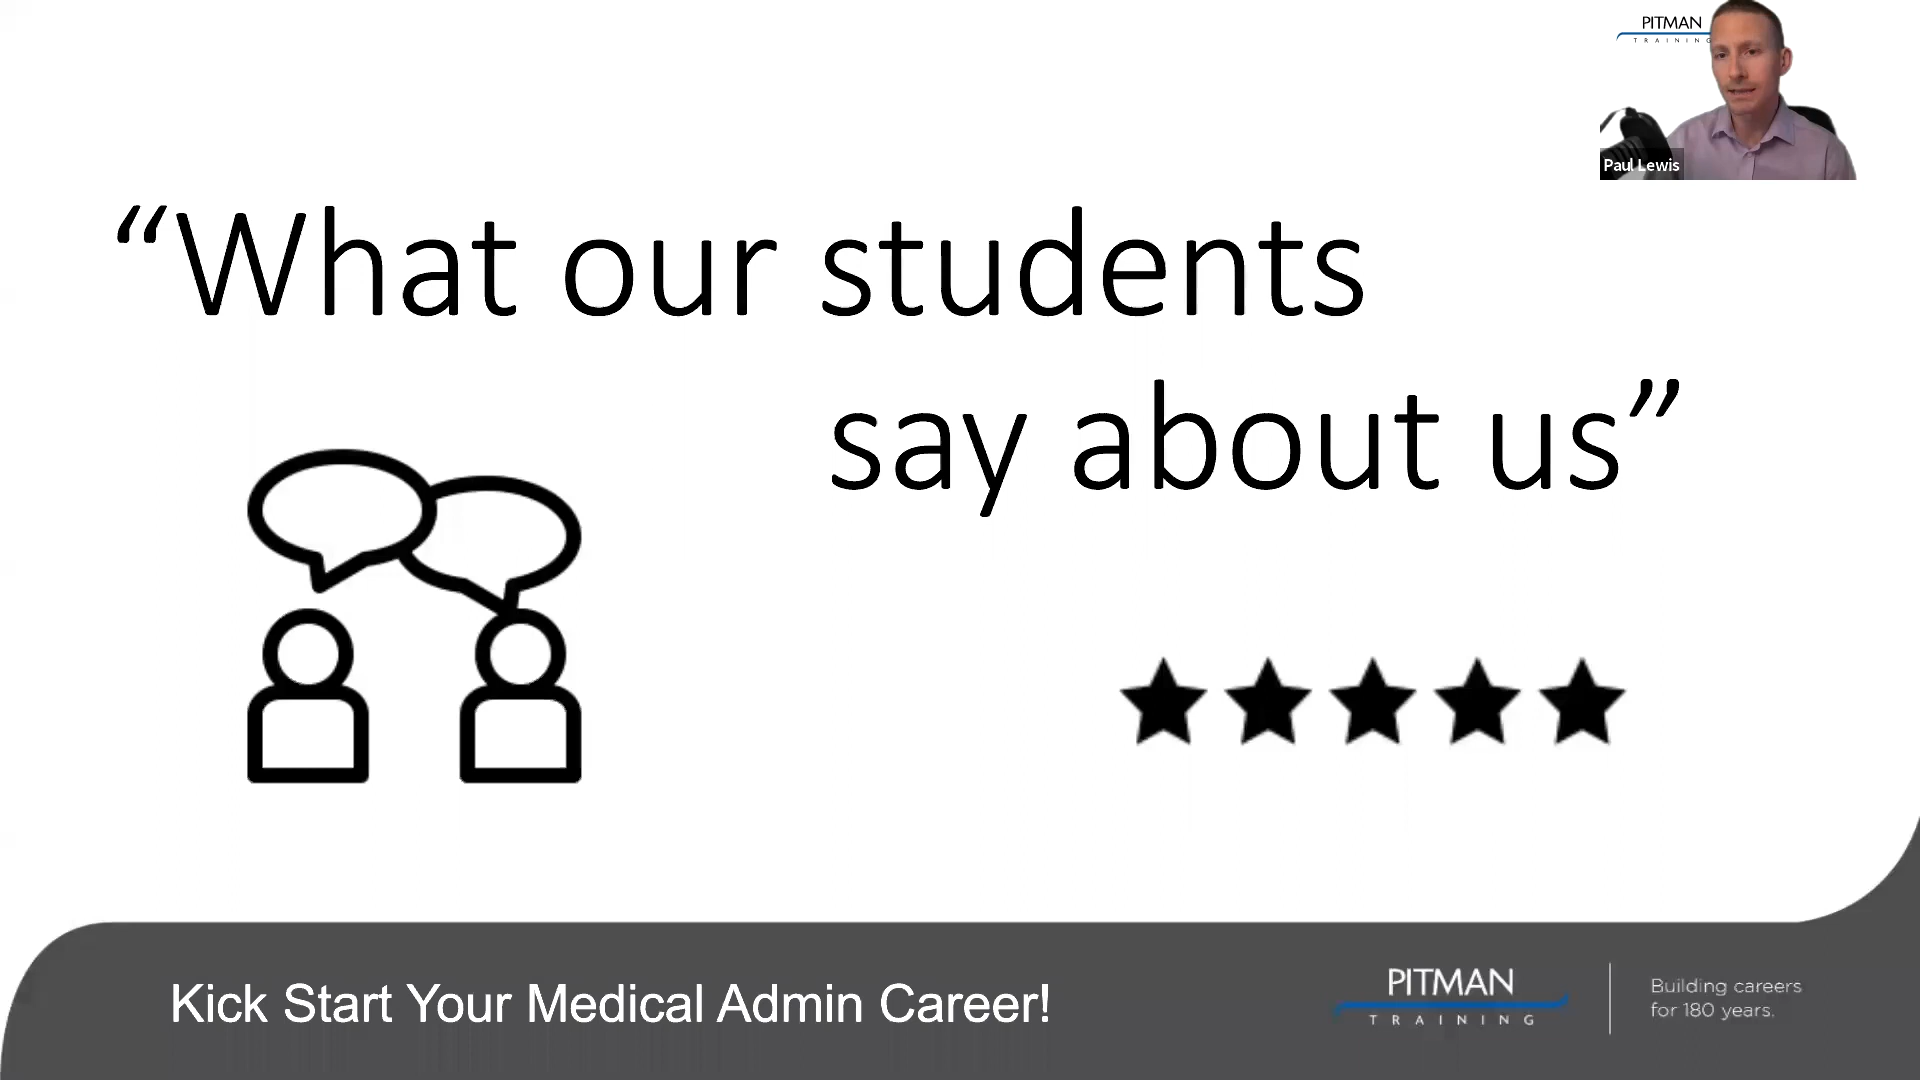 PITMAN
TRAINING
Paul Lewis
“What our students
say about us”
Kick Start Your Medical Admin Career!
PITMAN
TRAINING
Building careers
for 180 years.